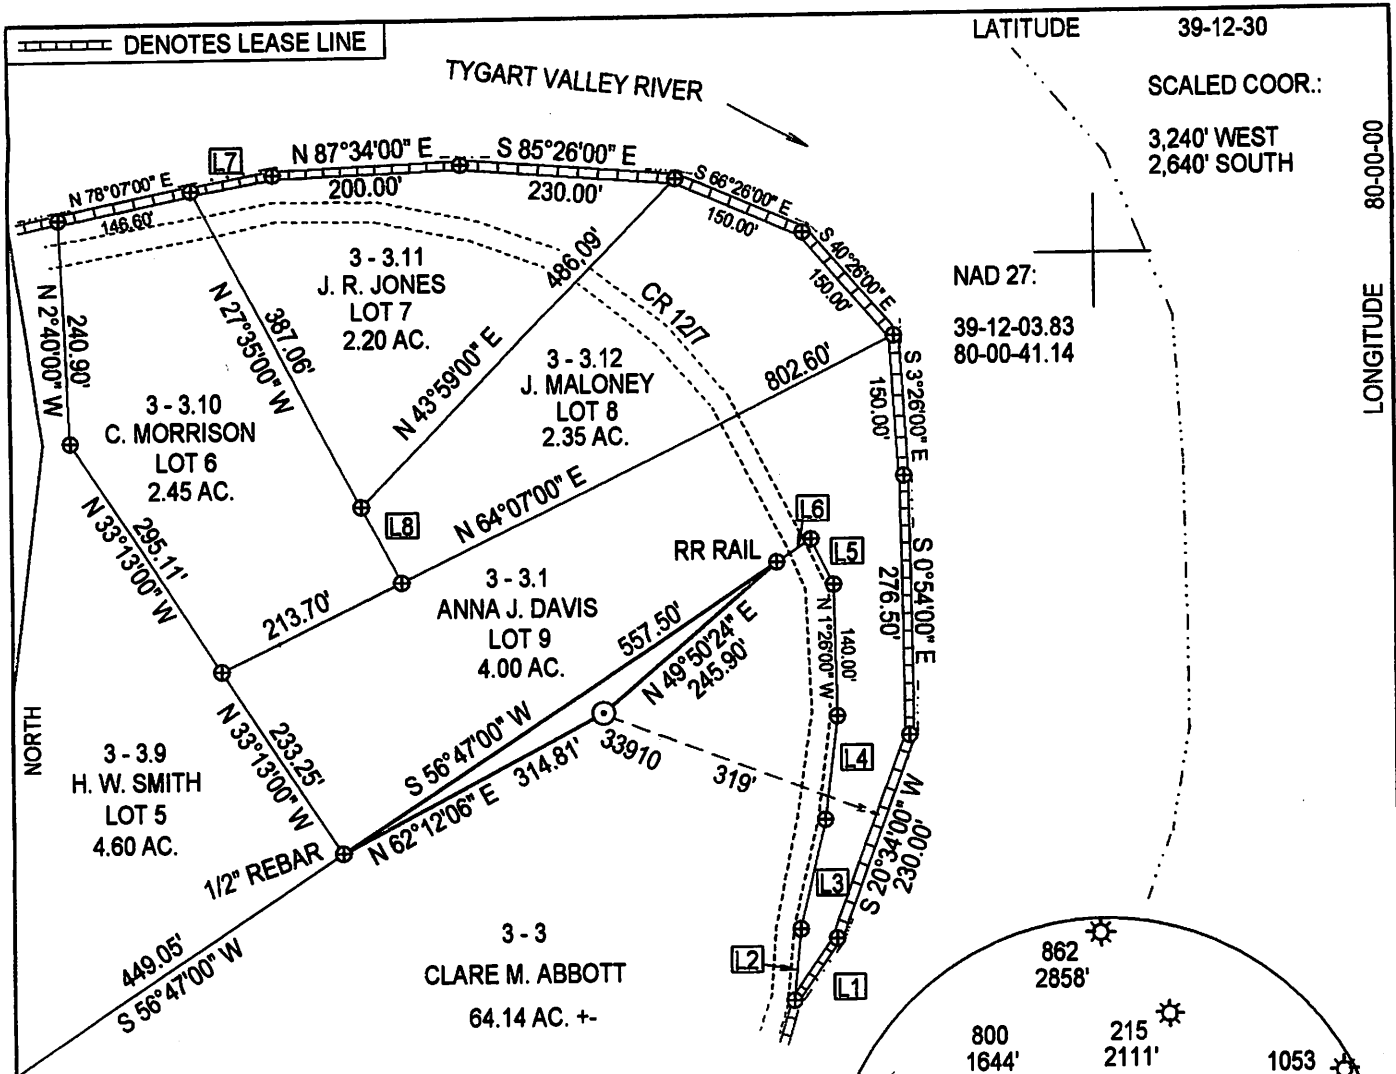 DENOTES LEASE LINE
LATITUDE 39-12-30
SCALED COOR.:
3,240' WEST
2,640' SOUTH
LONGITUDE 80-00-00
NAD 27:
39-12-03.83
80-00-41.14
TYGART VALLEY RIVER
N 78°07'00" E
146.60'
L7
N 87°34'00" E
200.00'
S 85°26'00" E
230.00'
S 66°26'00" E
150.00'
S 40°26'00" E
150.00'
S 3°26'00" E
150.00'
S 0°54'00" E
276.50'
S 20°34'00" W
230.00'
N 2°40'00" W
240.90'
N 27°35'00" W
387.06'
N 43°59'00" E
486.09'
CR 12/7
3 - 3.11
J. R. JONES
LOT 7
2.20 AC.
3 - 3.12
J. MALONEY
LOT 8
2.35 AC.
3 - 3.10
C. MORRISON
LOT 6
2.45 AC.
N 33°13'00" W
295.11'
L8
N 64°07'00" E
802.60'
213.70'
L6
L5
RR RAIL
3 - 3.1
ANNA J. DAVIS
LOT 9
4.00 AC.
557.50'
S 56°47'00" W
N 49°50'24" E
245.90'
N 1°26'00" W
140.00'
NORTH
N 33°13'00" W
233.25'
3 - 3.9
H. W. SMITH
LOT 5
4.60 AC.
314.81'
N 62°12'06" E
33910
319'
L4
L3
1/2" REBAR
449.05'
S 56°47'00" W
3 - 3
CLARE M. ABBOTT
64.14 AC. +-
L2
L1
862
2858'
800
1644'
215
2111'
1053